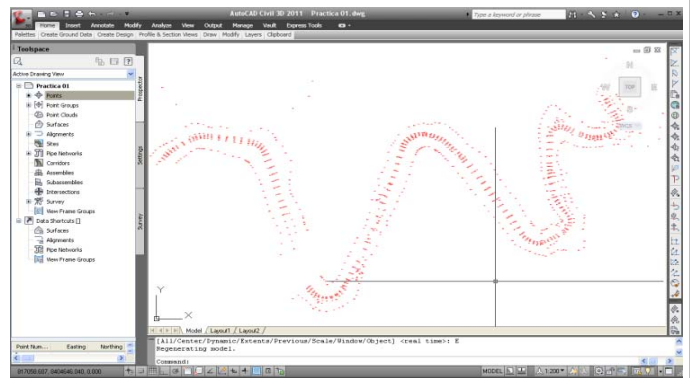 AutoCAD Civil 3D 2011 Practica 01.dwg
Type a keyword or phrase
Home Insert Annotate Modify Analyze View Output Manage Vault Express Tools
Palettes Create Ground Data Create Design Profile & Section Views Draw Modify Layers Clipboard
Toolspace
Active Drawing View
Practica 01
Points
Point Groups
Point Clouds
Surfaces
Alignments
Sites
Pipe Networks
Corridors
Assemblies
Subassemblies
Intersections
Survey
View Frame Groups
Data Shortcuts []
Surfaces
Alignments
Pipe Networks
View Frame Groups
Prospector
Settings
Survey
Point Num... Easting Northing
TOP
Y
X
Model Layout1 Layout2
[All/Center/Dynamic/Extents/Previous/Scale/Window/Object] <real time>: E
Regenerating model.
Command:
MODEL
1:200